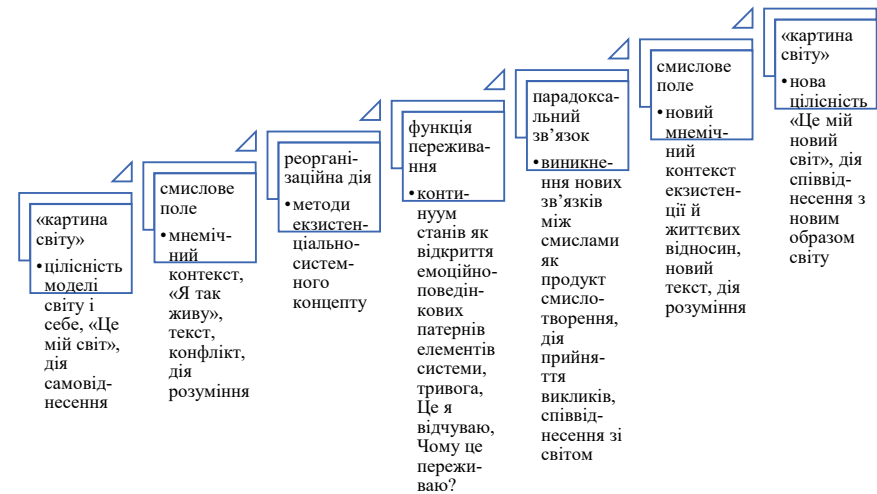 «картина
світу»
•цілісність
моделі
світу і
себе, «Це
мій світ»,
дія
самовід-
несення
смислове
поле
•мнеміч-
ний
контекст,
«Я так
живу»,
текст,
конфлікт,
дія
розуміння
реоргані-
заційна дія
•методи
екзистен-
ціально-
систем-
ного
концепту
функція
пережива-
ння
•конти-
нуум
станів як
відкриття
емоційно-
поведін-
кових
патернів
елементів
системи,
тривога,
Це я
відчуваю,
Чому це
пережи-
ваю?
парадокса-
льний
зв’язок
•виникне-
ння нових
зв’язків
між
смислами
як
продукт
смисло-
творення,
дія
прийня-
ття
викликів,
співвід-
несення зі
світом
смислове
поле
•новий
мнеміч-
ний
контекст
екзистен-
ції й
життєвих
відносин,
новий
текст, дія
розуміння
«картина
світу»
•нова
цілісність
«Це мій
новий
світ», дія
співвід-
несення з
новим
образом
світу